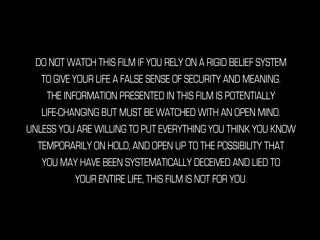 DO NOT WATCH THIS FILM IF YOU RELY ON A RIGID BELIEF SYSTEM
TO GIVE YOUR LIFE A FALSE SENSE OF SECURITY AND MEANING.
THE INFORMATION PRESENTED IN THIS FILM IS POTENTIALLY
LIFE-CHANGING BUT MUST BE WATCHED WITH AN OPEN MIND.
UNLESS YOU ARE WILLING TO PUT EVERYTHING YOU THINK YOU KNOW
TEMPORARILY ON HOLD, AND OPEN UP TO THE POSSIBILITY THAT
YOU MAY HAVE BEEN SYSTEMATICALLY DECEIVED AND LIED TO
YOUR ENTIRE LIFE, THIS FILM IS NOT FOR YOU.